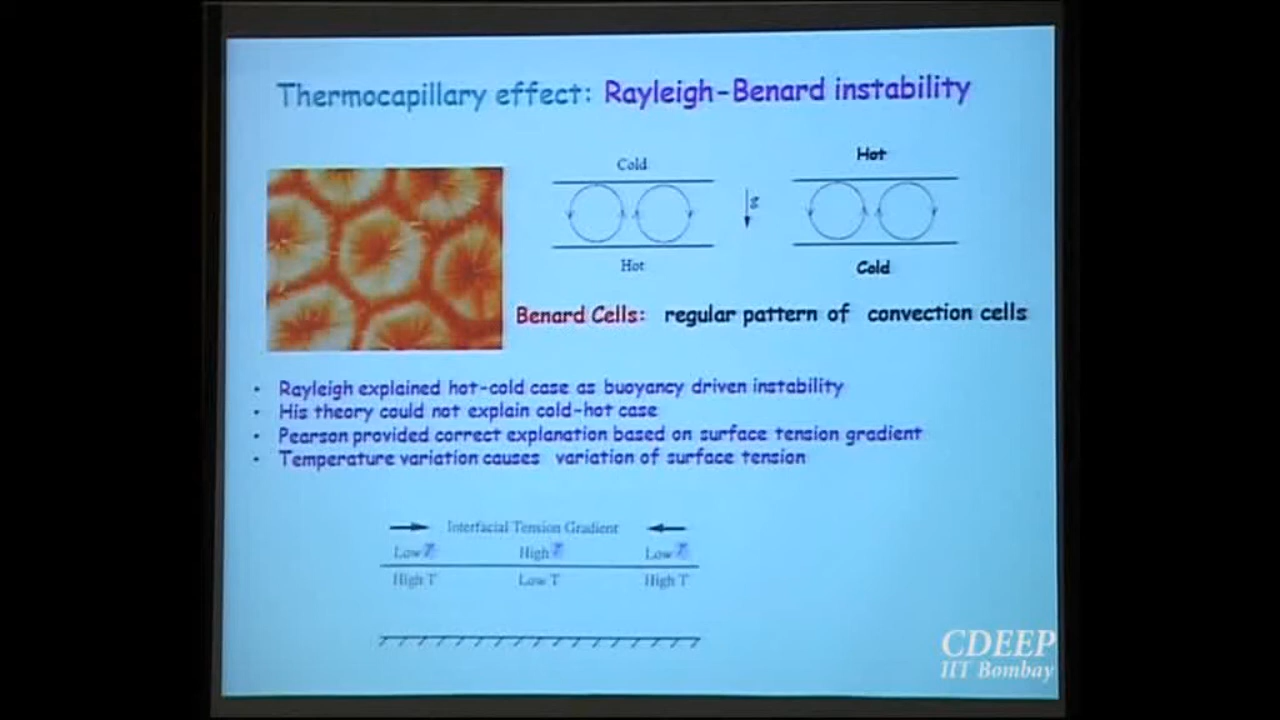 Thermocapillary effect: Rayleigh-Benard instability
Cold
Hot
g
Hot
Cold
Benard Cells: regular pattern of convection cells
• Rayleigh explained hot-cold case as buoyancy driven instability
• His theory could not explain cold-hot case
• Pearson provided correct explanation based on surface tension gradient
• Temperature variation causes variation of surface tension
Interfacial Tension Gradient
Low High Low
High T Low T High T
CDEEP
IIT Bombay